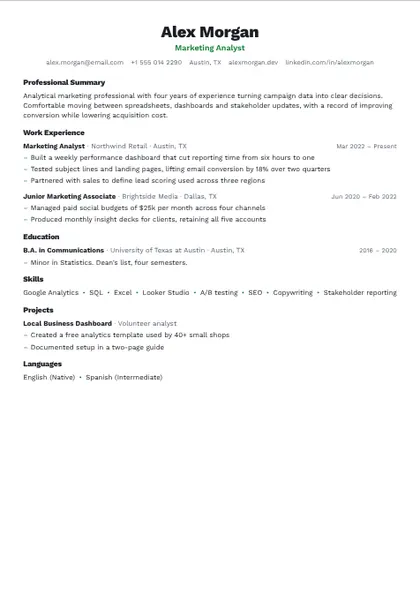 Alex Morgan
Marketing Analyst
alex.morgan@email.com +1 555 014 2290 Austin, TX alexmorgan.dev linkedin.com/in/alexmorgan
Professional Summary
Analytical marketing professional with four years of experience turning campaign data into clear decisions.
Comfortable moving between spreadsheets, dashboards and stakeholder updates, with a record of improving
conversion while lowering acquisition cost.
Work Experience
Marketing Analyst · Northwind Retail · Austin, TX Mar 2022 – Present
– Built a weekly performance dashboard that cut reporting time from six hours to one
– Tested subject lines and landing pages, lifting email conversion by 18% over two quarters
– Partnered with sales to define lead scoring used across three regions
Junior Marketing Associate · Brightside Media · Dallas, TX Jun 2020 – Feb 2022
– Managed paid social budgets of $25k per month across four channels
– Produced monthly insight decks for clients, retaining all five accounts
Education
B.A. in Communications · University of Texas at Austin · Austin, TX 2016 – 2020
– Minor in Statistics. Dean's list, four semesters.
Skills
Google Analytics • SQL • Excel • Looker Studio • A/B testing • SEO • Copywriting • Stakeholder reporting
Projects
Local Business Dashboard · Volunteer analyst
– Created a free analytics template used by 40+ small shops
– Documented setup in a two-page guide
Languages
English (Native) • Spanish (Intermediate)